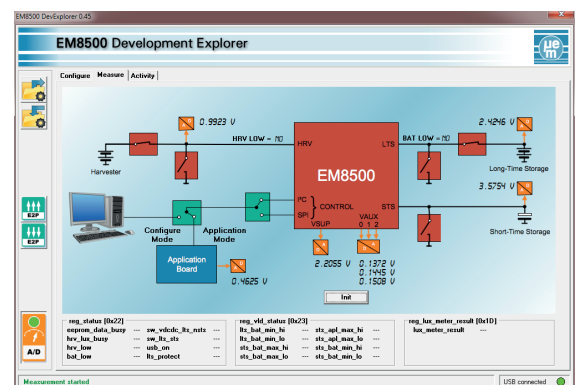 EM8500 DevExplorer 0.45
EM8500 Development Explorer
Configure Measure Activity
0.9923 V
HRV LOW = NO
HRV
Harvester
EM8500
BAT LOW = NO
LTS
2.4246 V
Long-Time Storage
3.5754 V
STS
Short-Time Storage
I²C
SPI
CONTROL
VSUP
VAUX
0 1 2
Configure Mode
Application Mode
Application Board
0.4625 V
2.2055 V
0.1372 V
0.1445 V
0.1508 V
Init
E2P
E2P
A/D
reg_status [0x22]
eeprom_data_busy --- sw_vdcdc_lts_nsts ---
hrv_lux_busy --- sw_lts_sts ---
hrv_low --- usb_on ---
bat_low --- lts_protect ---
reg_vld_status [0x23]
lts_bat_min_hi --- sts_apl_max_hi ---
lts_bat_min_lo --- sts_apl_max_lo ---
sts_bat_max_hi --- sts_bat_min_hi ---
sts_bat_max_lo --- sts_bat_min_lo ---
reg_lux_meter_result [0x1D]
lux_meter_result ---
Measurement started
USB connected